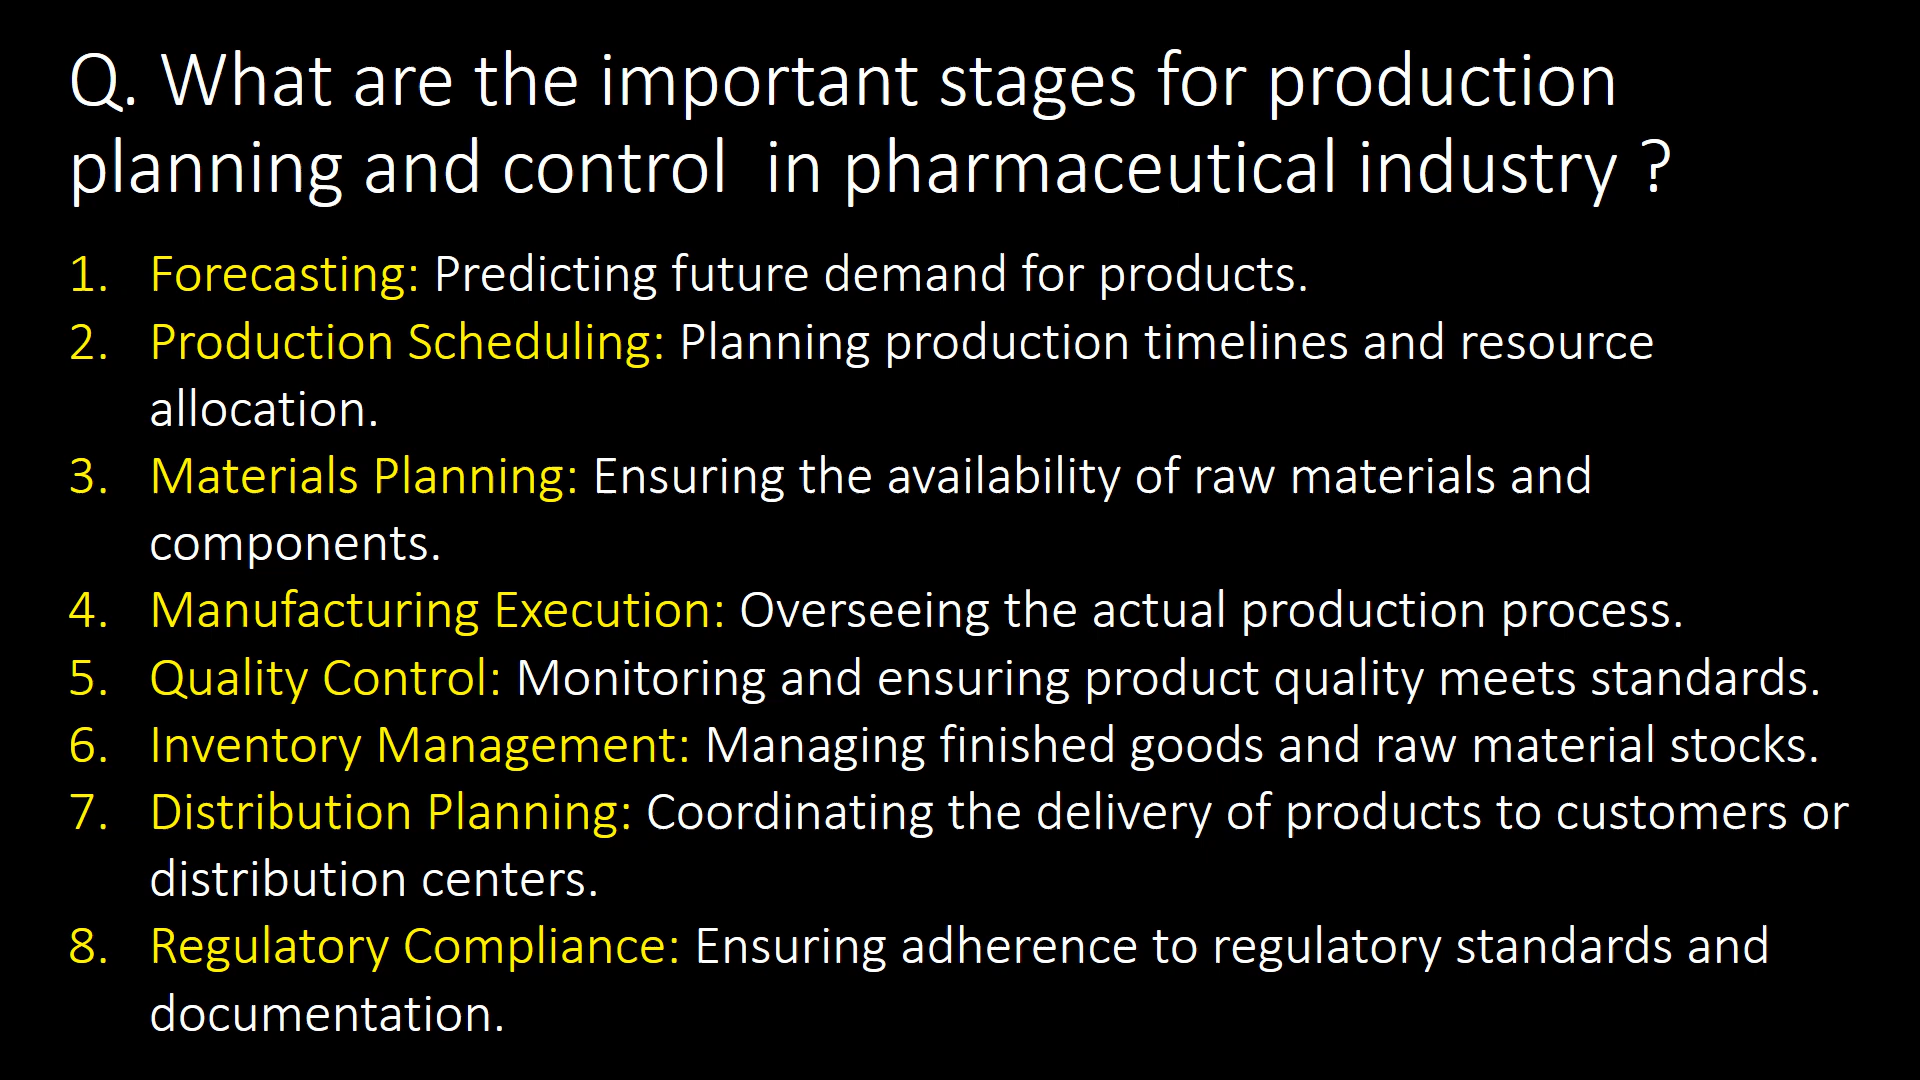 Q. What are the important stages for production
planning and control  in pharmaceutical industry ?
1. Forecasting: Predicting future demand for products.
2. Production Scheduling: Planning production timelines and resource
allocation.
3. Materials Planning: Ensuring the availability of raw materials and
components.
4. Manufacturing Execution: Overseeing the actual production process.
5. Quality Control: Monitoring and ensuring product quality meets standards.
6. Inventory Management: Managing finished goods and raw material stocks.
7. Distribution Planning: Coordinating the delivery of products to customers or
distribution centers.
8. Regulatory Compliance: Ensuring adherence to regulatory standards and
documentation.